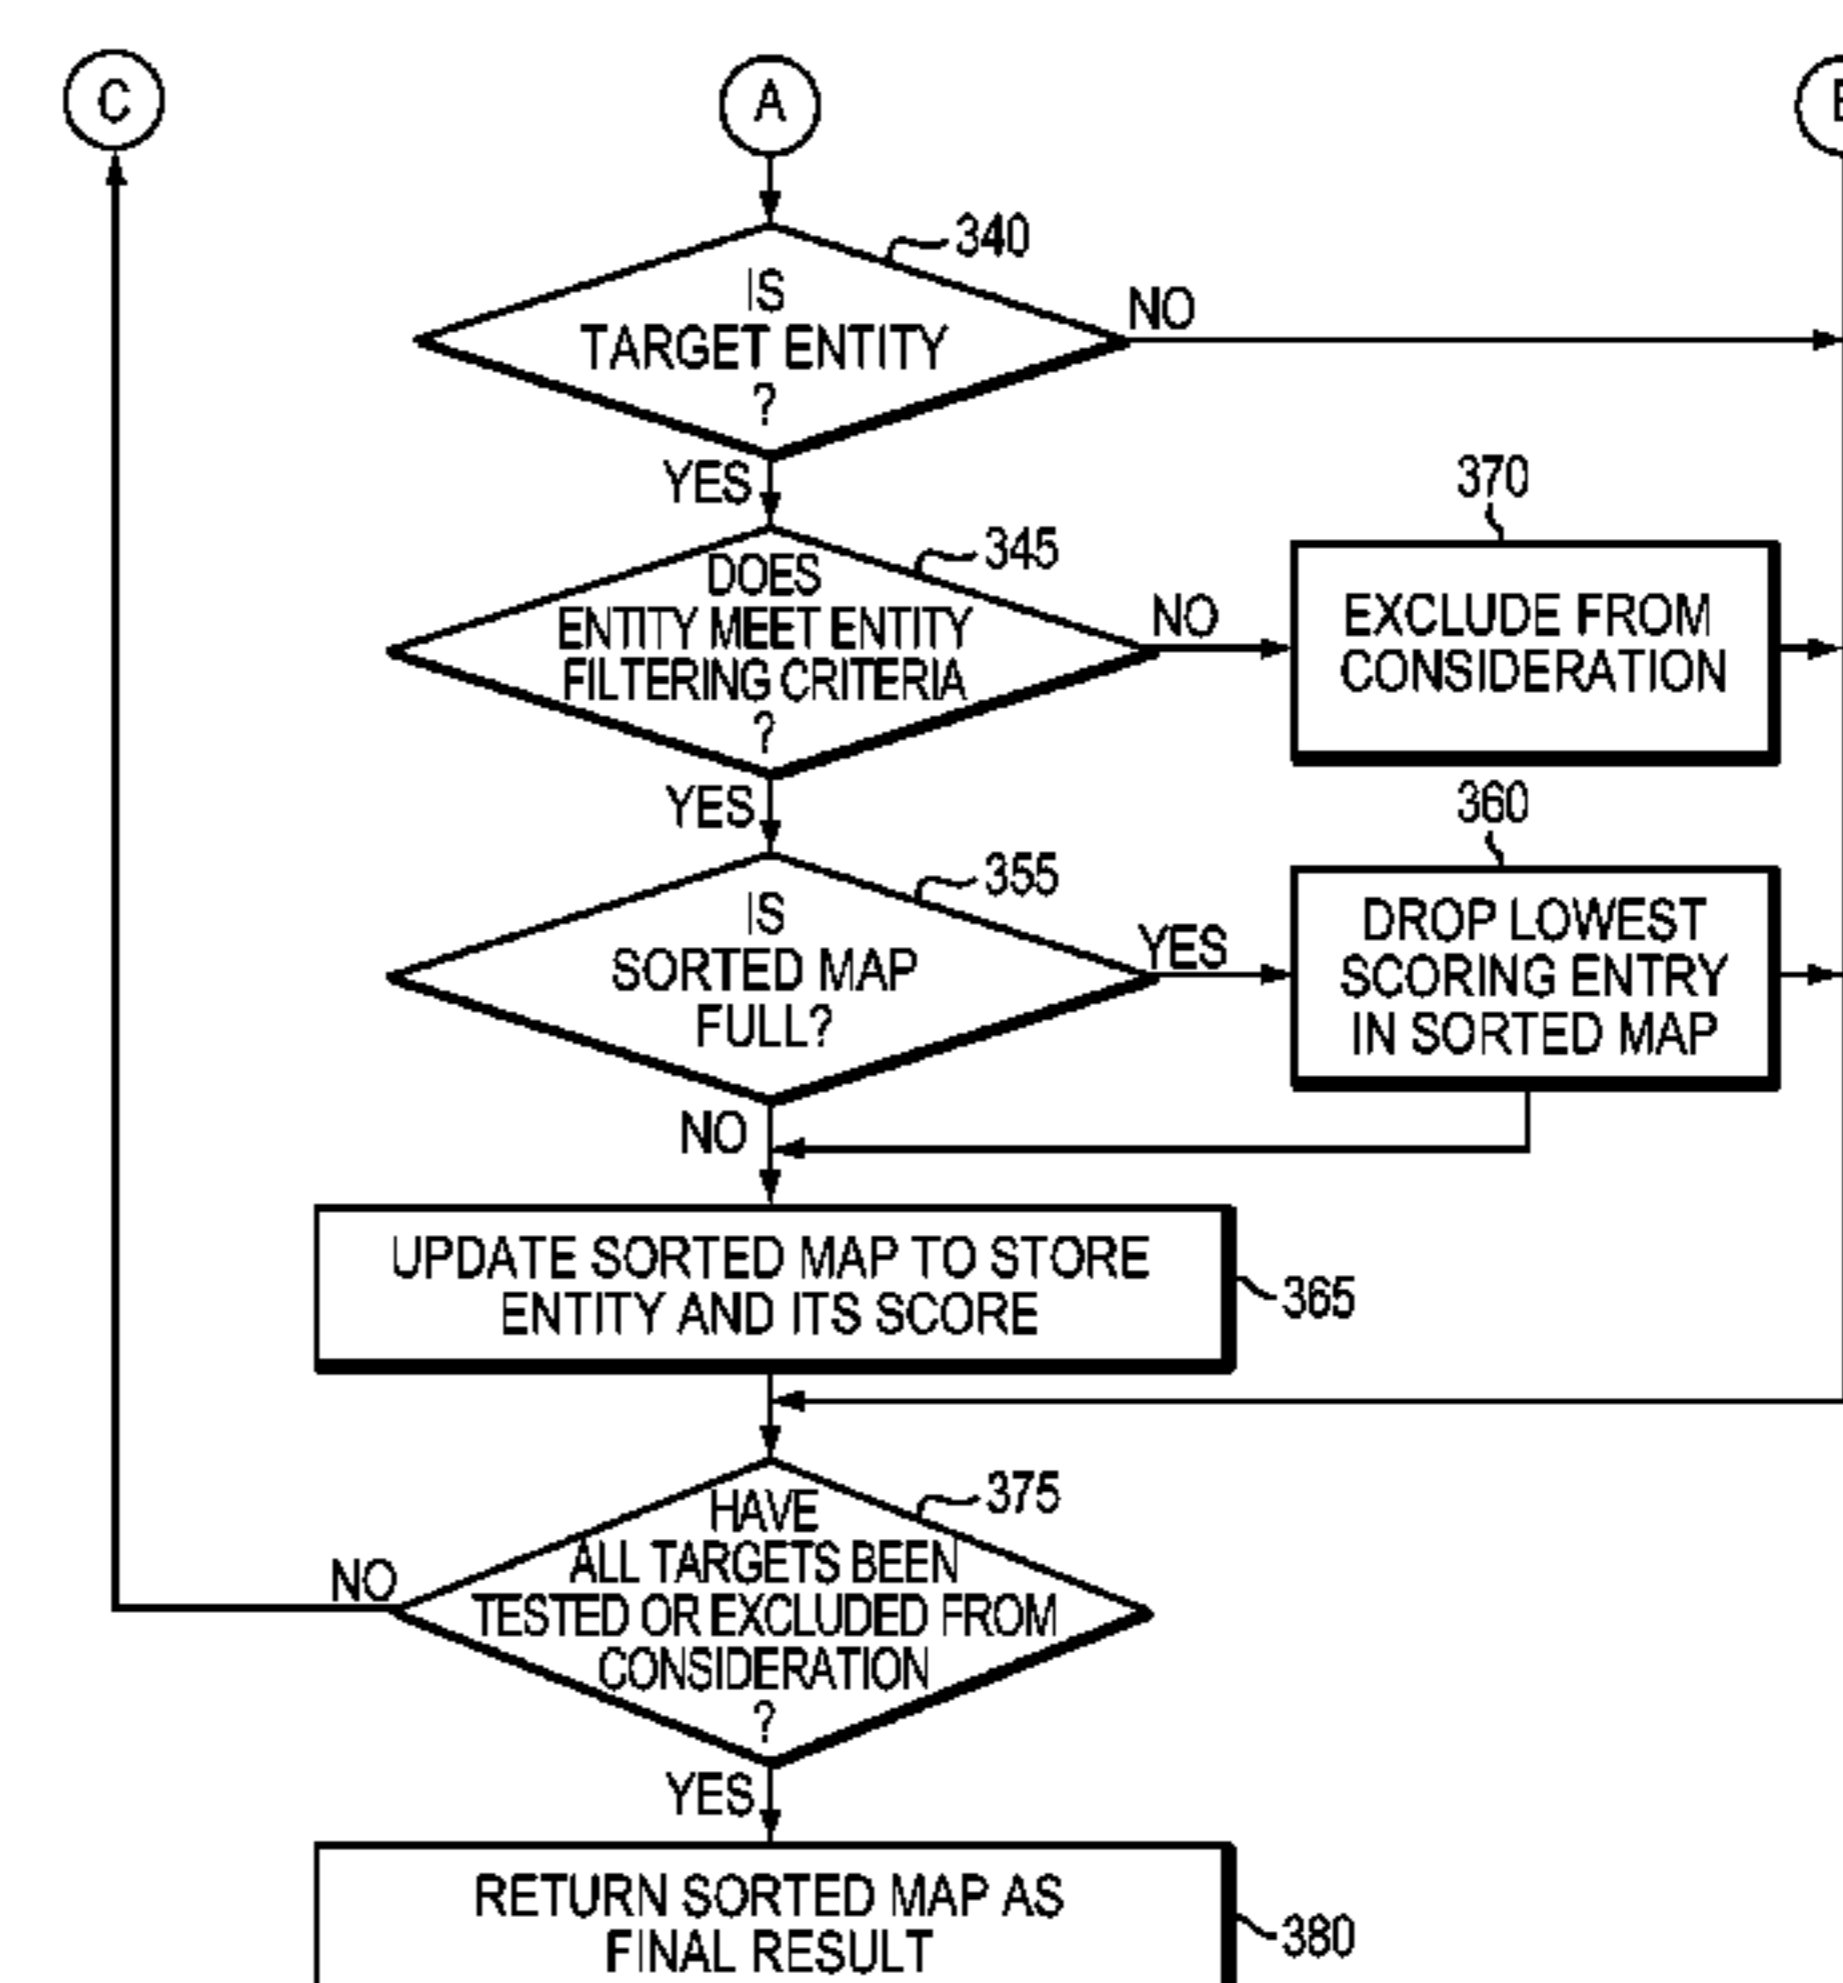 C
A
340
IS
TARGET ENTITY
?
NO
YES
345
DOES
ENTITY MEET ENTITY
FILTERING CRITERIA
?
NO
370
EXCLUDE FROM
CONSIDERATION
YES
355
IS
SORTED MAP
FULL?
YES
360
DROP LOWEST
SCORING ENTRY
IN SORTED MAP
NO
UPDATE SORTED MAP TO STORE
ENTITY AND ITS SCORE
365
375
HAVE
ALL TARGETS BEEN
TESTED OR EXCLUDED FROM
CONSIDERATION
?
NO
YES
RETURN SORTED MAP AS
FINAL RESULT
380